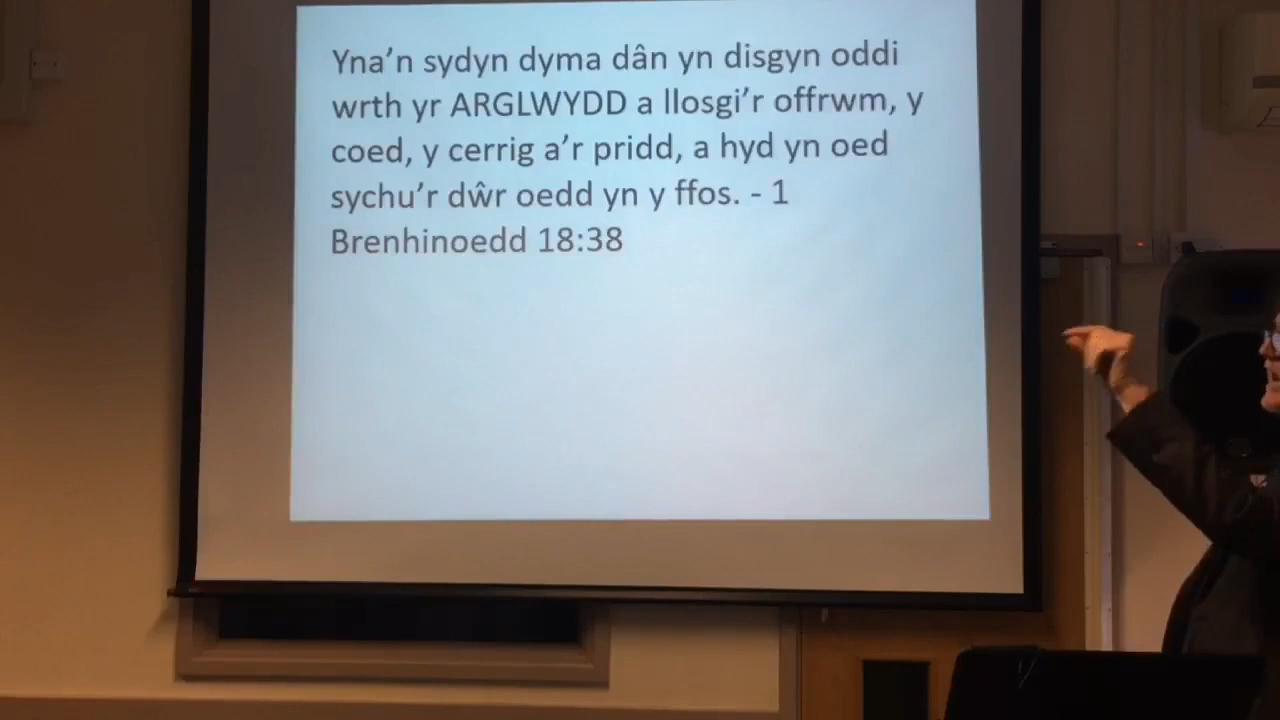 Yna’n sydyn dyma dân yn disgyn oddi
wrth yr ARGLWYDD a llosgi’r offrwm, y
coed, y cerrig a’r pridd, a hyd yn oed
sychu’r dŵr oedd yn y ffos. - 1
Brenhinoedd 18:38